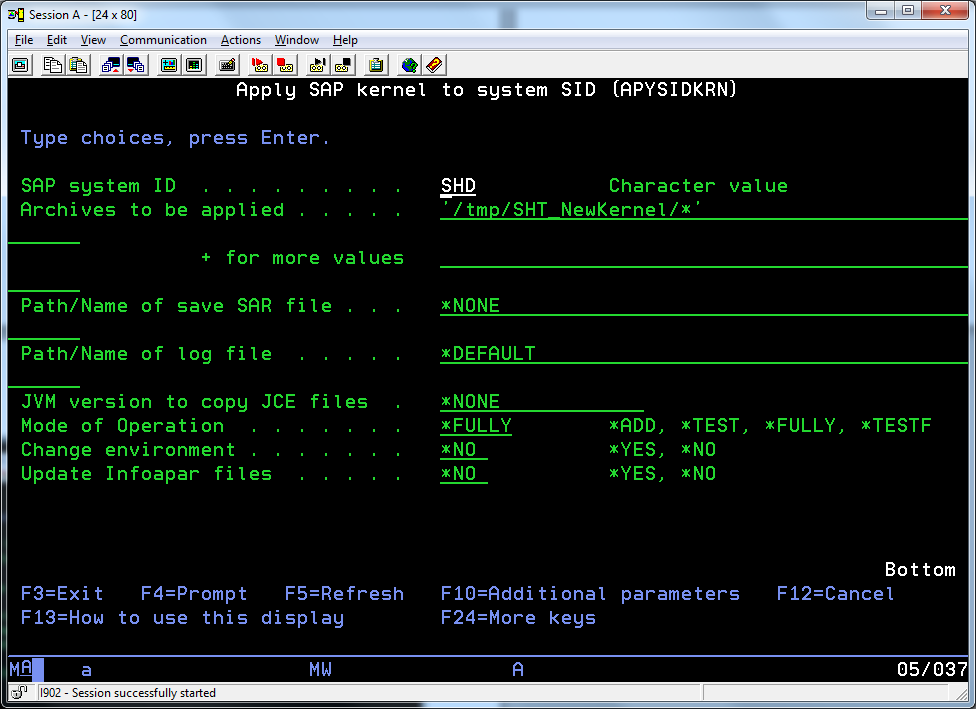 Session A - [24 x 80]
File Edit View Communication Actions Window Help
Apply SAP kernel to system SID (APYSIDKRN)
Type choices, press Enter.
SAP system ID . . . . . . . . . SHD Character value
Archives to be applied . . . . . '/tmp/SHT_NewKernel/*'
+ for more values
Path/Name of save SAR file . . . *NONE
Path/Name of log file . . . . . *DEFAULT
JVM version to copy JCE files . *NONE
Mode of Operation . . . . . . . *FULLY *ADD, *TEST, *FULLY, *TESTF
Change environment . . . . . . . *NO *YES, *NO
Update Infoapar files . . . . . *NO *YES, *NO
Bottom
F3=Exit F4=Prompt F5=Refresh F10=Additional parameters F12=Cancel
F13=How to use this display F24=More keys
MA a MW A 05/037
I902 - Session successfully started